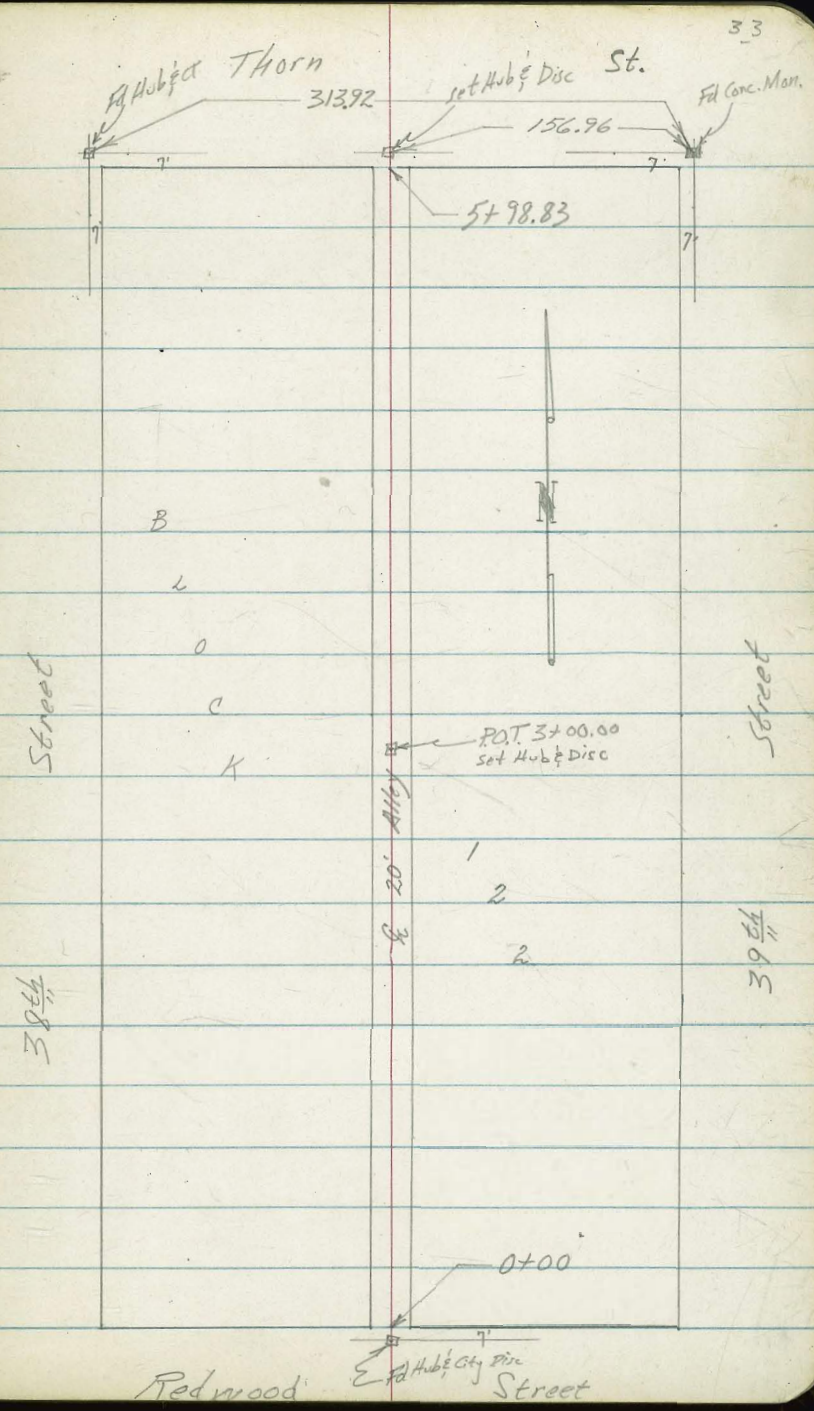 33
Thorn St.
Fd Hub & CT
set Hub & Disc
Fd Conc. Mon.
313.92
156.96
7'
7'
7'
7'
5+98.83
N
B
L
O
C
K
Street
Street
P.O.T. 3+00.00
set Hub & Disc
℄ 20' Alley
1
2
2
38th
39th
0+00
7'
Fd Hub & City Disc
Redwood Street